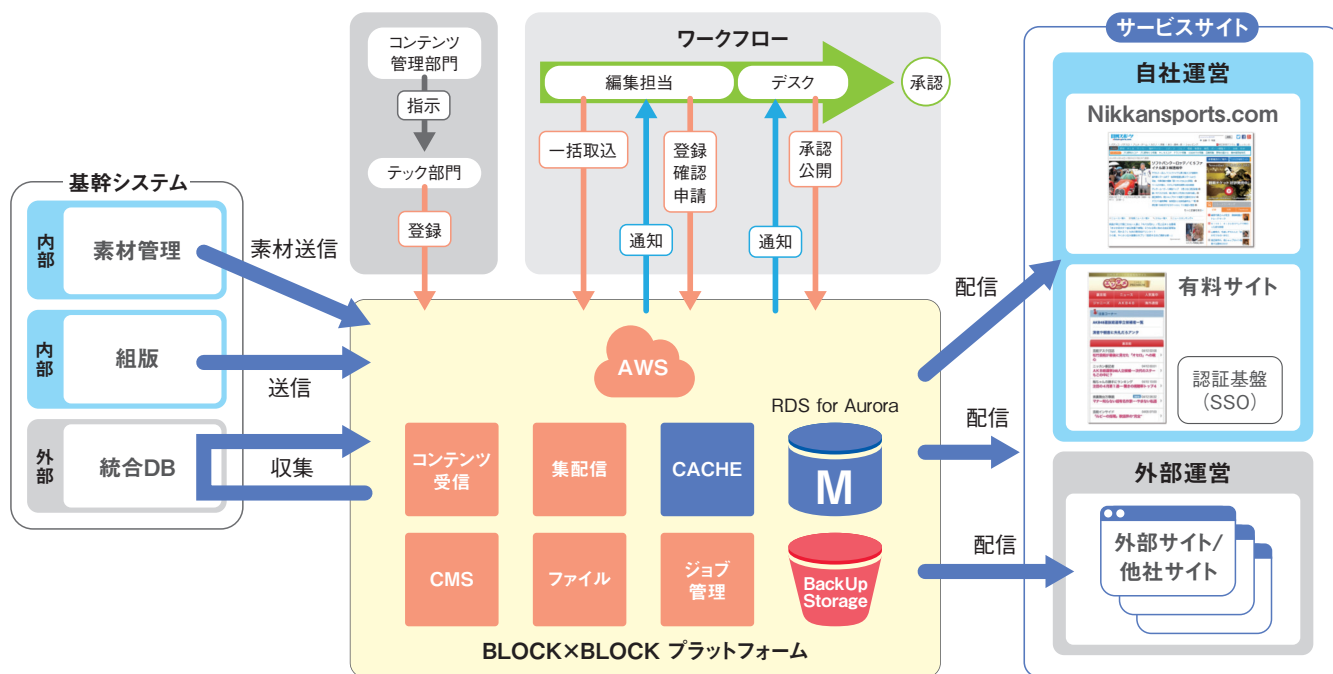 コンテンツ
管理部門
指示
テック部門
登録
ワークフロー
編集担当
デスク
承認
一括取込
通知
登録
確認
申請
通知
承認
公開
基幹システム
内部
素材管理
素材送信
内部
組版
送信
外部
統合DB
収集
AWS
RDS for Aurora
コンテンツ
受信
集配信
CACHE
M
CMS
ファイル
ジョブ
管理
BackUp
Storage
BLOCK×BLOCK プラットフォーム
配信
配信
配信
サービスサイト
自社運営
Nikkansports.com
有料サイト
認証基盤
（SSO）
外部運営
外部サイト/
他社サイト